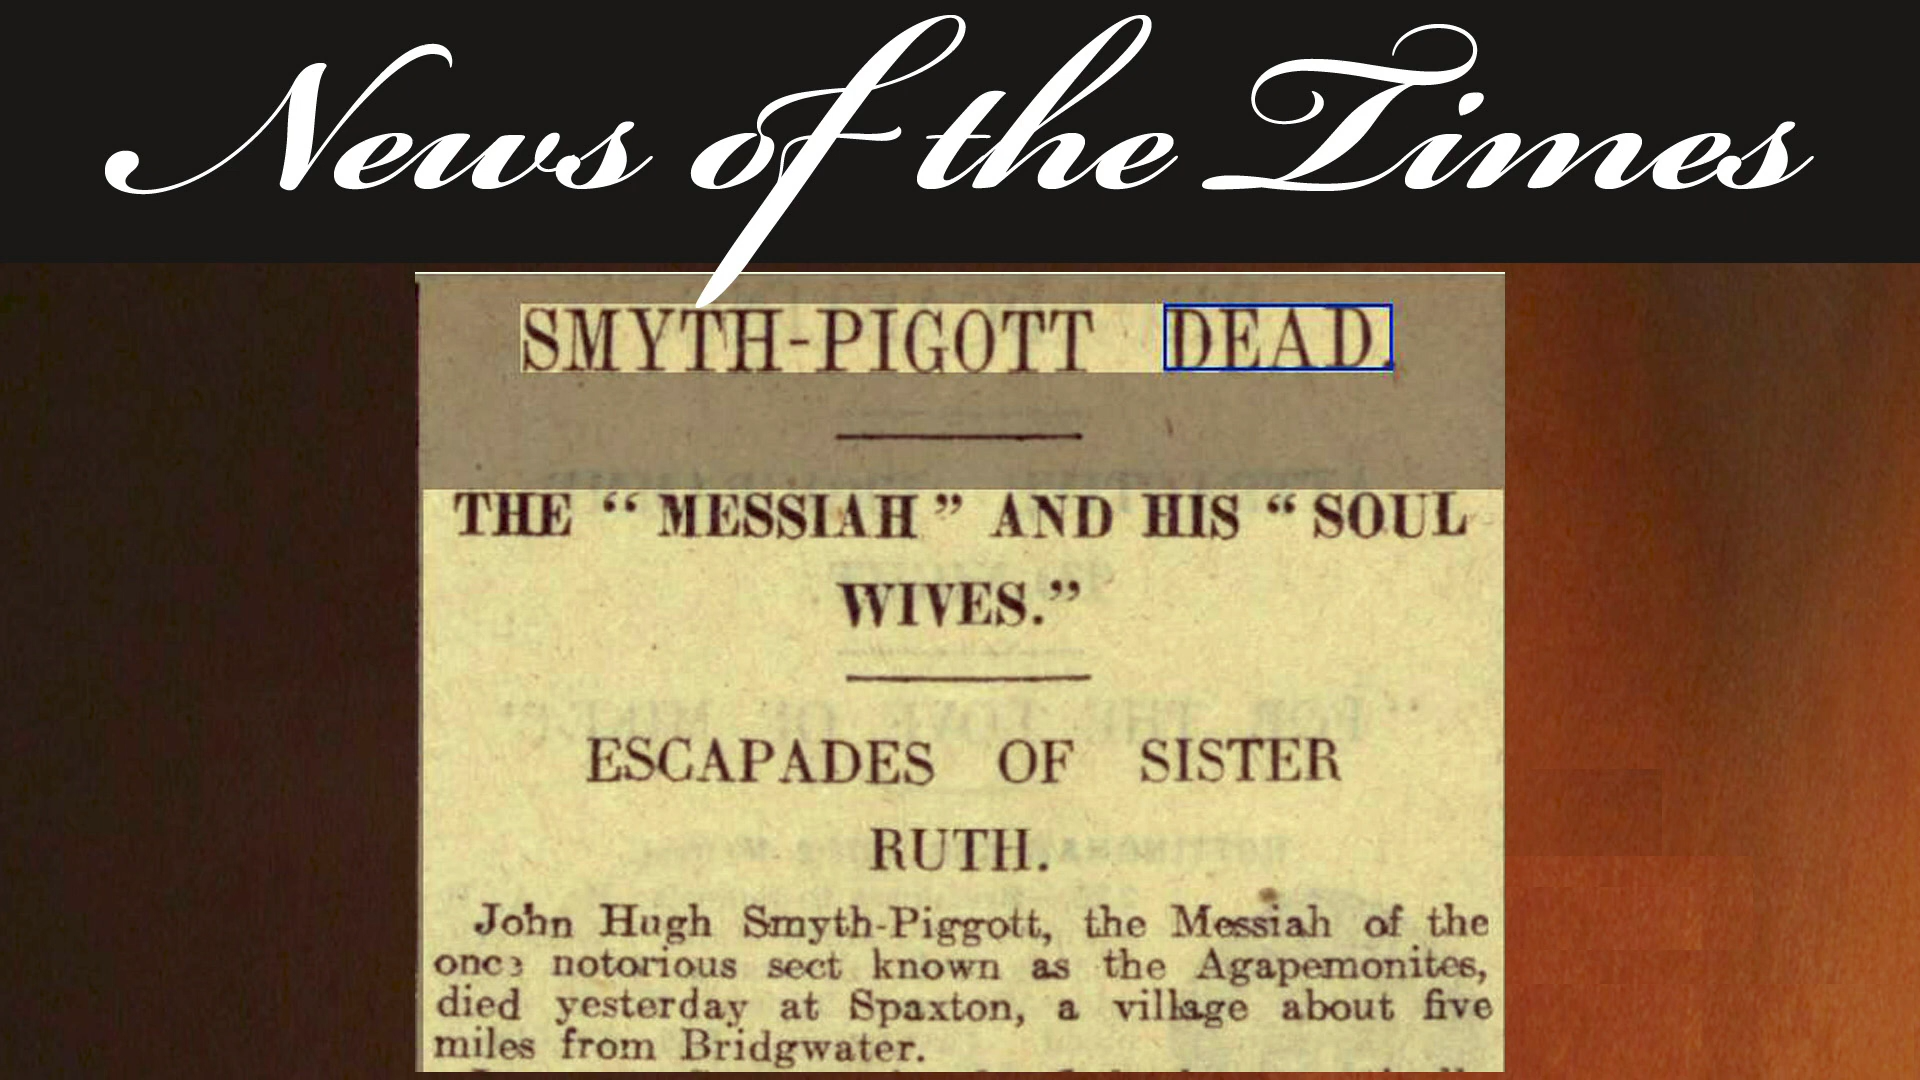 News of the Times
SMYTH-PIGOTT DEAD.
THE “MESSIAH” AND HIS “SOUL
WIVES.”
ESCAPADES OF SISTER
RUTH.
John Hugh Smyth-Piggott, the Messiah of the
once notorious sect known as the Agapemonites,
died yesterday at Spaxton, a village about five
miles from Bridgwater.